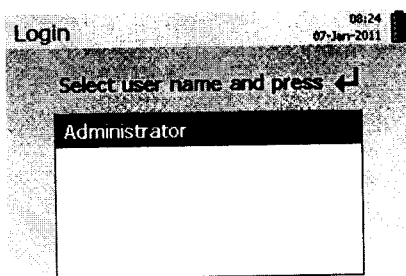 Login
08:24
07-Jan-2011
Select user name and press ↵
Administrator